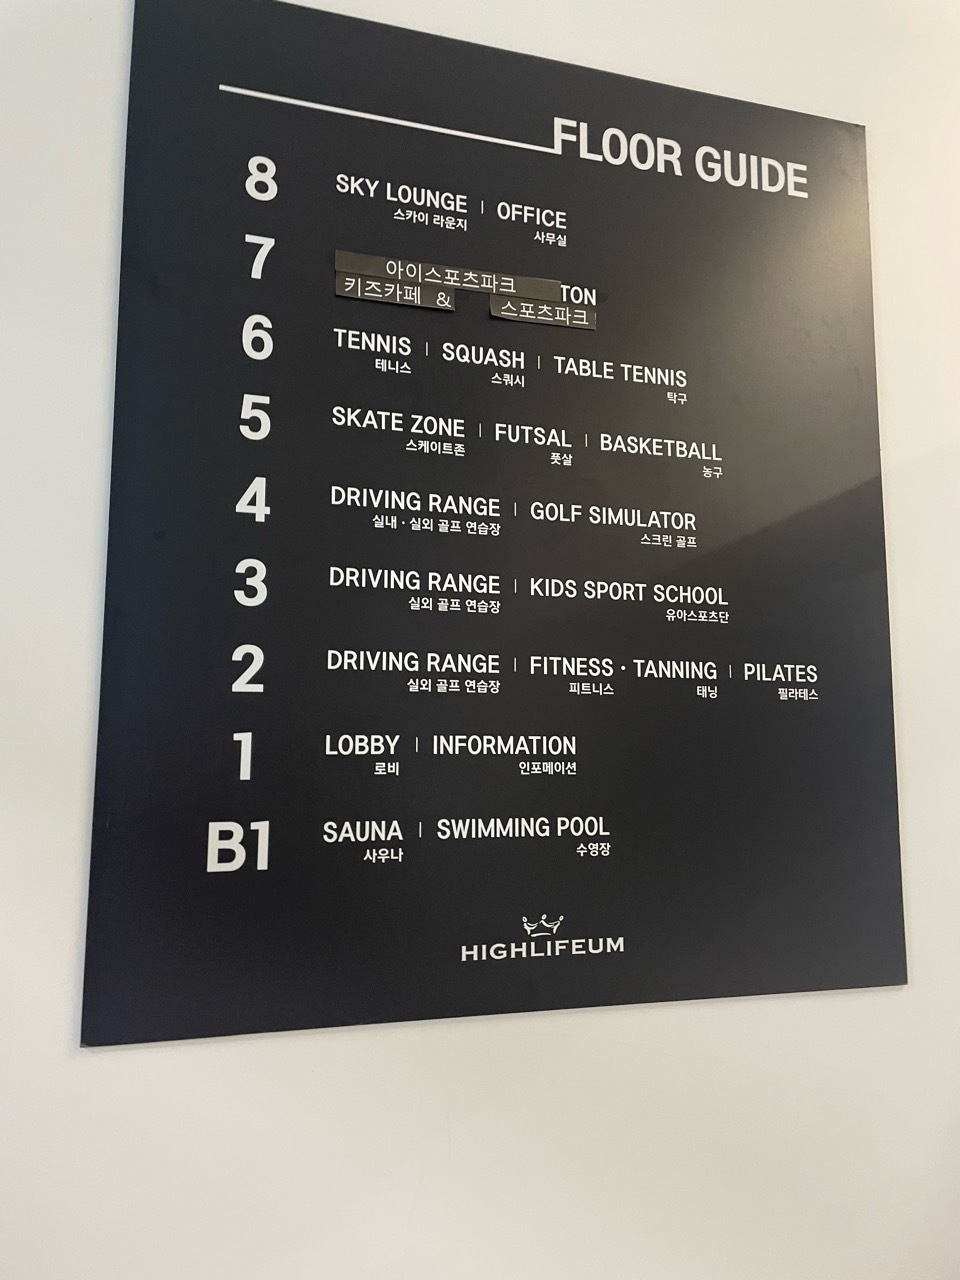 FLOOR GUIDE
8 SKY LOUNGE | OFFICE
스카이 라운지 사무실
7 아이스포츠파크 TON
키즈카페 & 스포츠파크
6 TENNIS | SQUASH | TABLE TENNIS
테니스 스쿼시 탁구
5 SKATE ZONE | FUTSAL | BASKETBALL
스케이트존 풋살 농구
4 DRIVING RANGE | GOLF SIMULATOR
실내 · 실외 골프 연습장 스크린 골프
3 DRIVING RANGE | KIDS SPORT SCHOOL
실외 골프 연습장 유아스포츠단
2 DRIVING RANGE | FITNESS · TANNING | PILATES
실외 골프 연습장 피트니스 태닝 필라테스
1 LOBBY | INFORMATION
로비 인포메이션
B1 SAUNA | SWIMMING POOL
사우나 수영장
HIGHLIFEUM